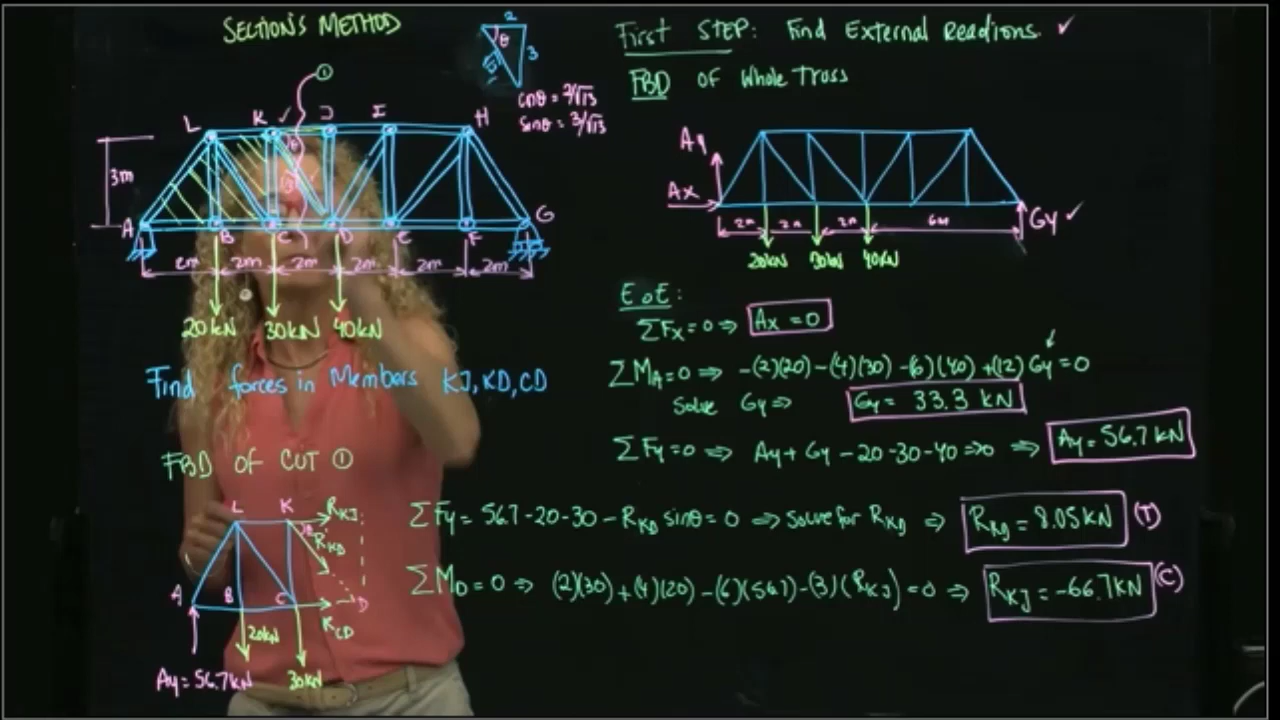 SECTIONS METHOD
2
θ
3
√13
cosθ = 2/√13
sinθ = 3/√13
①
L K J I H
3m
A B C D E F G
2m 2m 2m 2m 2m 2m
20kN 30kN 40kN
Find forces in Members KJ, KD, CD
FBD OF CUT ①
L K RKJ
θ RKD
A B C D
RCD
20kN
Ay = 56.7kN 30kN
First STEP: Find External Reactions ✓
FBD of Whole Truss
Ay
Ax
Gy ✓
2m 2m 2m 6m
20kN 30kN 40kN
EoE:
ΣFx = 0 ⇒ Ax = 0
ΣMA = 0 ⇒ -(2)(20) - (4)(30) - (6)(40) + (12) Gy = 0
Solve Gy ⇒ Gy = 33.3 kN
ΣFy = 0 ⇒ Ay + Gy - 20 - 30 - 40 = 0 ⇒ Ay = 56.7 kN
ΣFy = 56.7 - 20 - 30 - RKD sinθ = 0 ⇒ Solve for RKD ⇒ RKD = 8.05 kN (T)
ΣMD = 0 ⇒ (2)(30) + (4)(20) - (6)(56.7) - (3)(RKJ) = 0 ⇒ RKJ = -66.7kN (C)